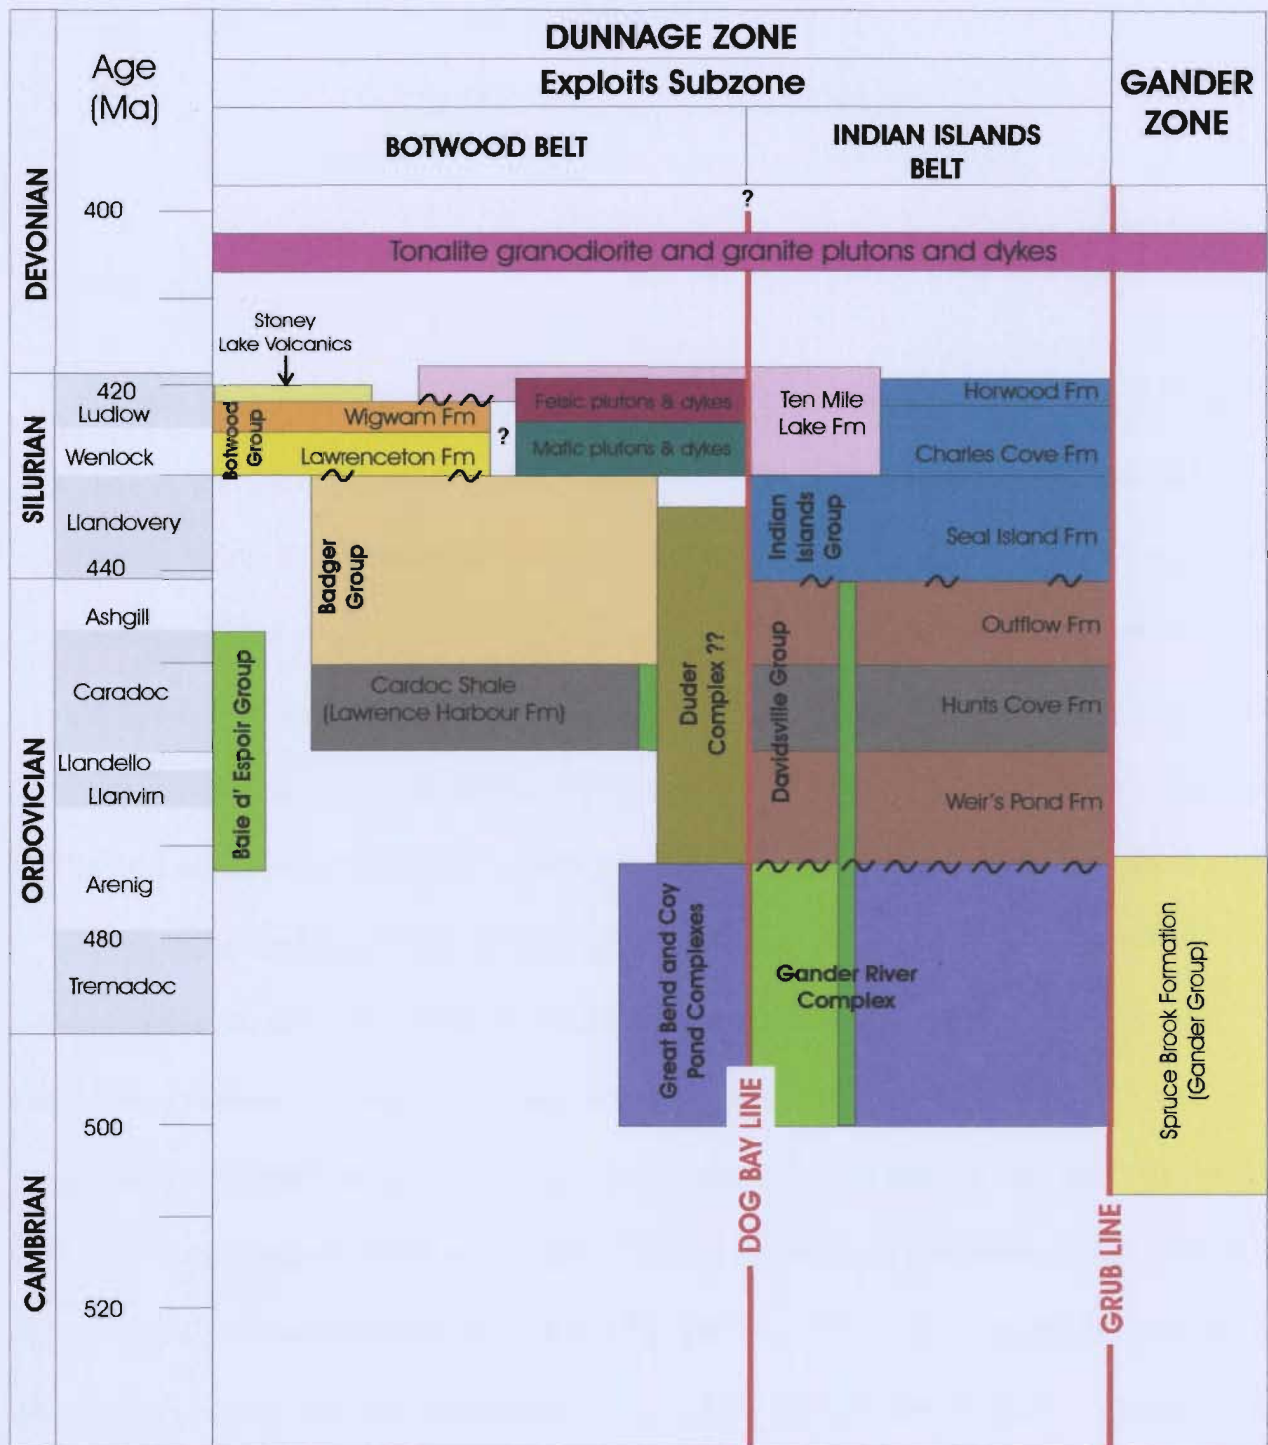 DUNNAGE ZONE
Exploits Subzone
GANDER
ZONE
BOTWOOD BELT
INDIAN ISLANDS
BELT
Age
(Ma)
DEVONIAN
SILURIAN
ORDOVICIAN
CAMBRIAN
400
420
Ludlow
Wenlock
Llandovery
440
Ashgill
Caradoc
Llandello
Llanvirn
Arenig
480
Tremadoc
500
520
?
Tonalite granodiorite and granite plutons and dykes
Stoney
Lake Volcanics
Botwood
Group
Wigwam Fm
Lawrenceton Fm
?
Felsic plutons & dykes
Mafic plutons & dykes
Ten Mile
Lake Fm
Horwood Fm
Charles Cove Fm
Indian
Islands
Group
Seal Island Fm
Badger
Group
Cardoc Shale
(Lawrence Harbour Fm)
Duder
Complex ??
Davidsville Group
Outflow Fm
Hunts Cove Fm
Weir's Pond Fm
Baie d' Espoir Group
Great Bend and Coy
Pond Complexes
Gander River
Complex
Spruce Brook Formation
(Gander Group)
DOG BAY LINE
GRUB LINE